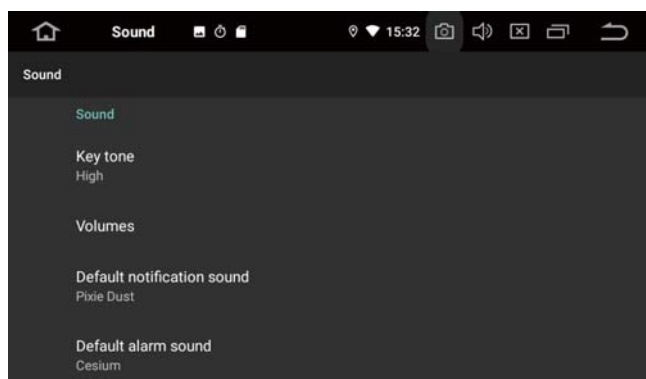 Sound 15:32
Sound
Sound
Key tone
High
Volumes
Default notification sound
Pixie Dust
Default alarm sound
Cesium